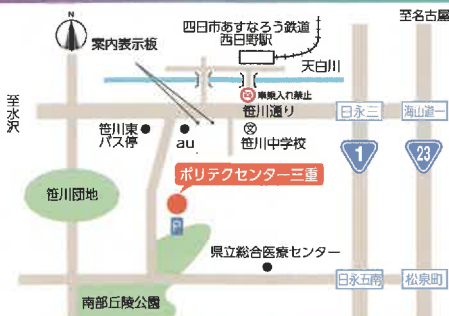 至名古屋
四日市あすなろう鉄道
西日野駅
N
案内表示板
天白川
車乗入れ禁止
至水沢
笹川通り
日永三
海山道一
笹川東
バス停
au
文
笹川中学校
1
23
ポリテクセンター三重
笹川団地
P
県立総合医療センター
日永五南
松泉町
南部丘陵公園